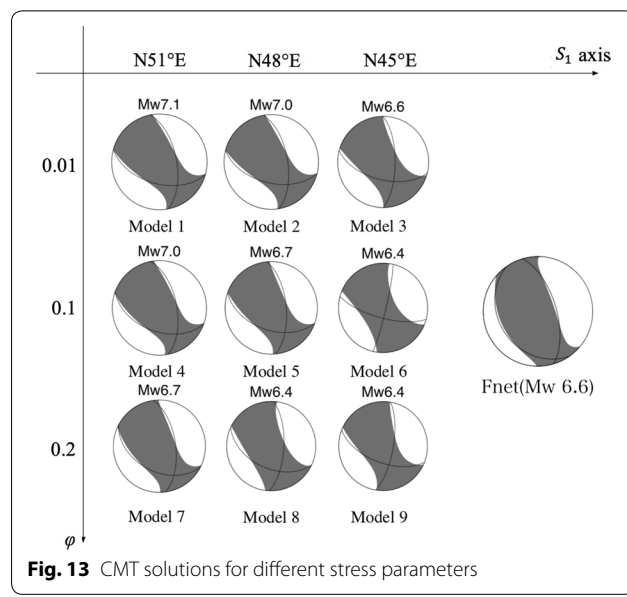 N51°E N48°E N45°E S₁ axis
Mw7.1 Mw7.0 Mw6.6
0.01
Model 1 Model 2 Model 3
Mw7.0 Mw6.7 Mw6.4
0.1
Model 4 Model 5 Model 6
Fnet(Mw 6.6)
Mw6.7 Mw6.4 Mw6.4
0.2
Model 7 Model 8 Model 9
φ
Fig. 13 CMT solutions for different stress parameters